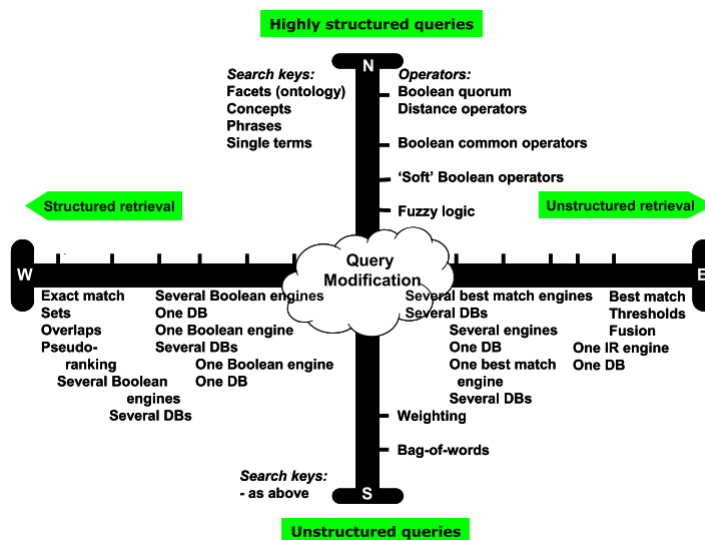 Highly structured queries
N
Search keys:
Facets (ontology)
Concepts
Phrases
Single terms
Operators:
Boolean quorum
Distance operators
Boolean common operators
‘Soft’ Boolean operators
Fuzzy logic
Structured retrieval
Unstructured retrieval
W
Query
Modification
E
Exact match
Sets
Overlaps
Pseudo-
ranking
Several Boolean
engines
Several DBs
Several Boolean engines
One DB
One Boolean engine
Several DBs
One Boolean engine
One DB
Several best match engines
Several DBs
Several engines
One DB
One best match
engine
Several DBs
Best match
Thresholds
Fusion
One IR engine
One DB
Weighting
Bag-of-words
Search keys:
- as above
S
Unstructured queries